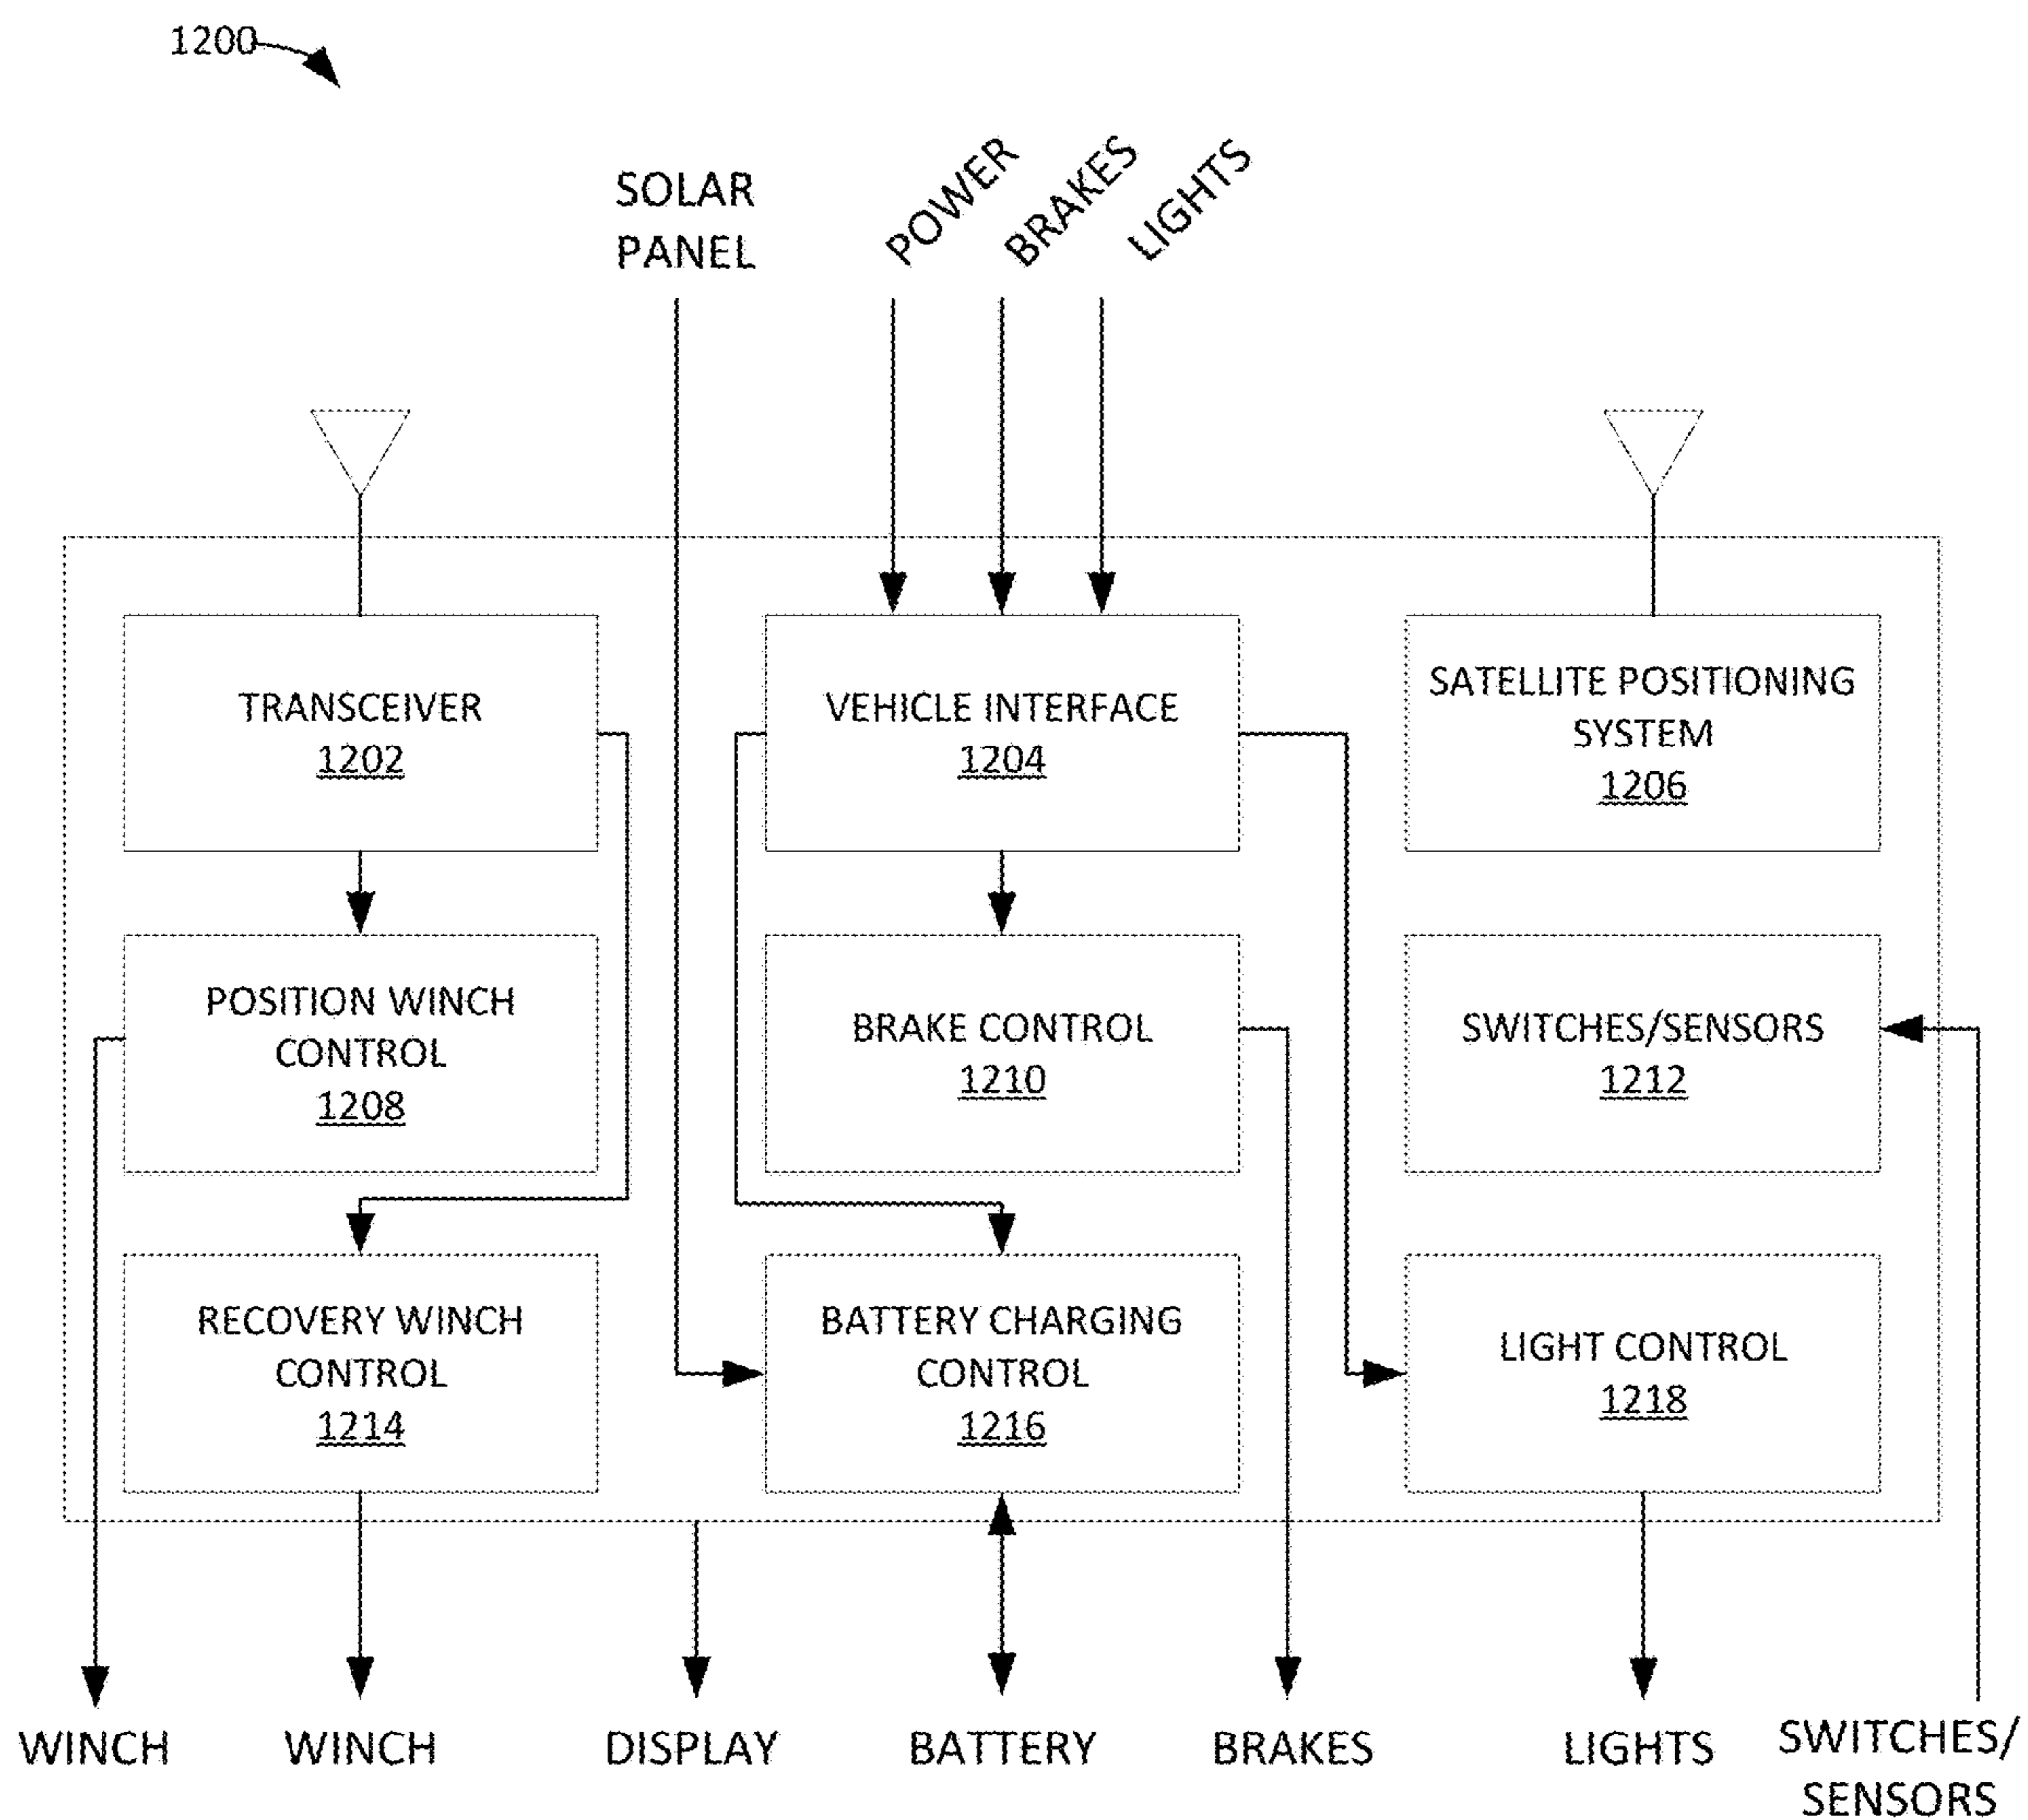 1200
SOLAR
PANEL
POWER
BRAKES
LIGHTS
TRANSCEIVER
1202
VEHICLE INTERFACE
1204
SATELLITE POSITIONING
SYSTEM
1206
POSITION WINCH
CONTROL
1208
BRAKE CONTROL
1210
SWITCHES/SENSORS
1212
RECOVERY WINCH
CONTROL
1214
BATTERY CHARGING
CONTROL
1216
LIGHT CONTROL
1218
WINCH
WINCH
DISPLAY
BATTERY
BRAKES
LIGHTS
SWITCHES/
SENSORS